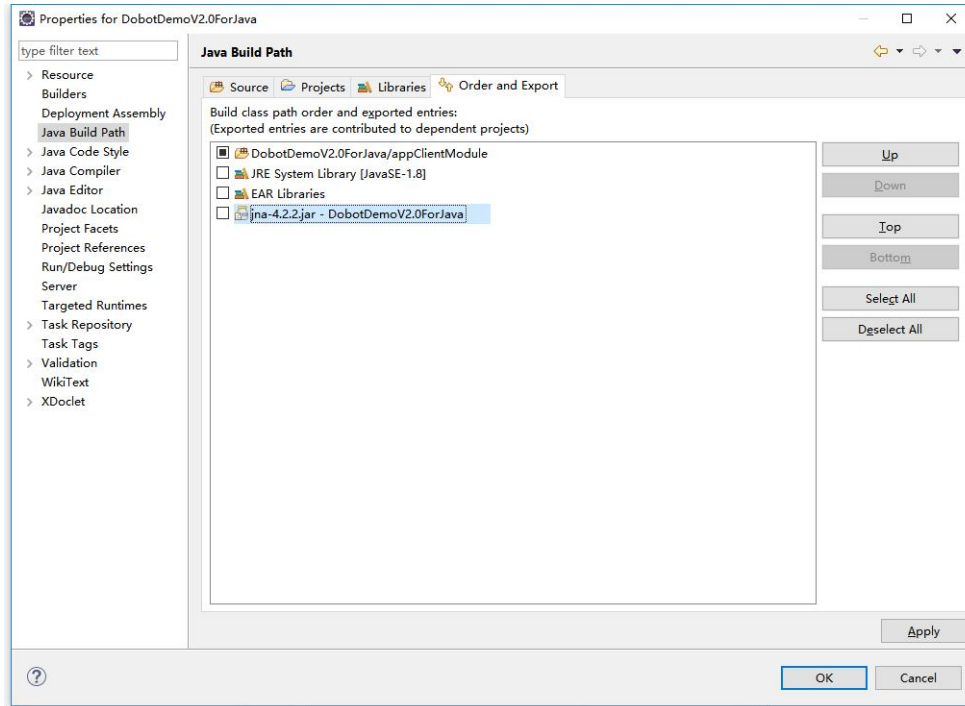 Properties for DobotDemoV2.0ForJava
type filter text
Resource
Builders
Deployment Assembly
Java Build Path
Java Code Style
Java Compiler
Java Editor
Javadoc Location
Project Facets
Project References
Run/Debug Settings
Server
Targeted Runtimes
Task Repository
Task Tags
Validation
WikiText
XDoclet
Java Build Path
Source Projects Libraries Order and Export
Build class path order and exported entries:
(Exported entries are contributed to dependent projects)
DobotDemoV2.0ForJava/appClientModule
JRE System Library [JavaSE-1.8]
EAR Libraries
jna-4.2.2.jar - DobotDemoV2.0ForJava
Up
Down
Top
Bottom
Select All
Deselect All
Apply
?
OK Cancel